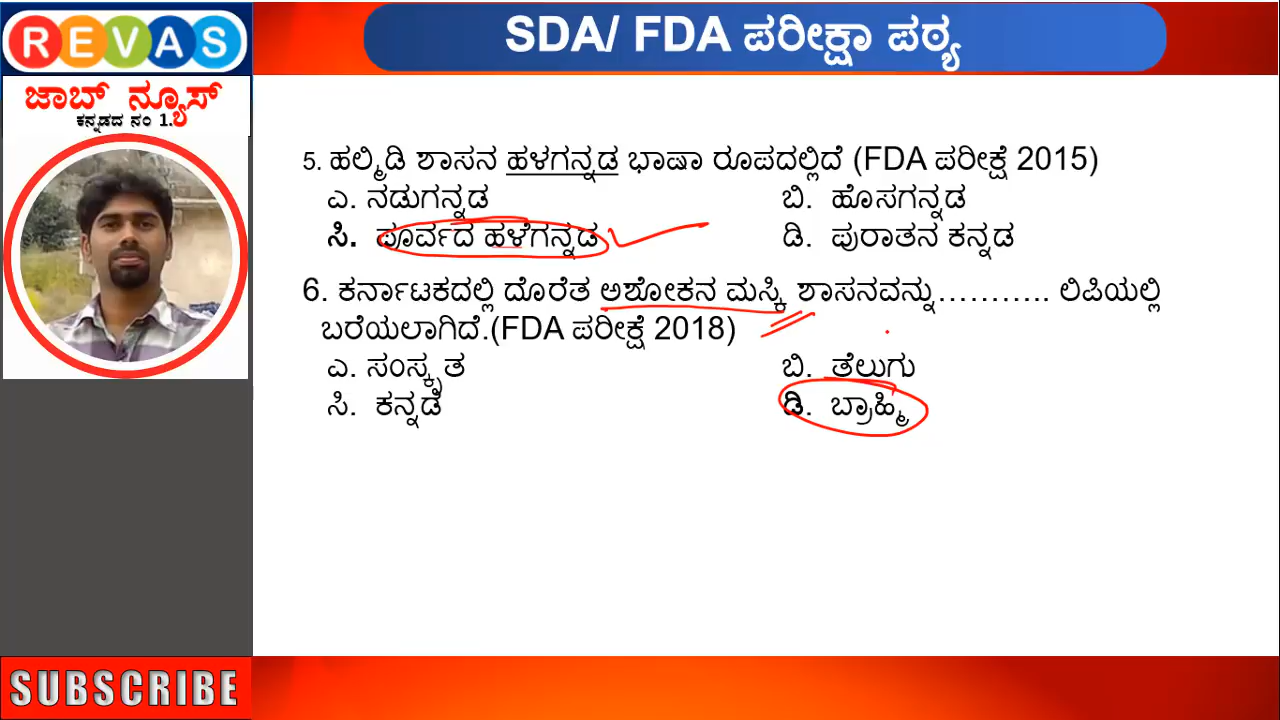 REVAS
SDA/ FDA ಪರೀಕ್ಷಾ ಪಠ್ಯ
ಜಾಬ್ ನ್ಯೂಸ್
ಕನ್ನಡದ ನಂ 1.
5. ಹಲ್ಮಿಡಿ ಶಾಸನ ಹಳಗನ್ನಡ ಭಾಷಾ ರೂಪದಲ್ಲಿದೆ (FDA ಪರೀಕ್ಷೆ 2015)
ಎ. ನಡುಗನ್ನಡ ಬಿ. ಹೊಸಗನ್ನಡ
ಸಿ. ಪೂರ್ವದ ಹಳೆಗನ್ನಡ ಡಿ. ಪುರಾತನ ಕನ್ನಡ
6. ಕರ್ನಾಟಕದಲ್ಲಿ ದೊರೆತ ಅಶೋಕನ ಮಸ್ಕಿ ಶಾಸನವನ್ನು……….. ಲಿಪಿಯಲ್ಲಿ
ಬರೆಯಲಾಗಿದೆ.(FDA ಪರೀಕ್ಷೆ 2018)
ಎ. ಸಂಸ್ಕೃತ ಬಿ. ತೆಲುಗು
ಸಿ. ಕನ್ನಡ ಡಿ. ಬ್ರಾಹ್ಮಿ
SUBSCRIBE